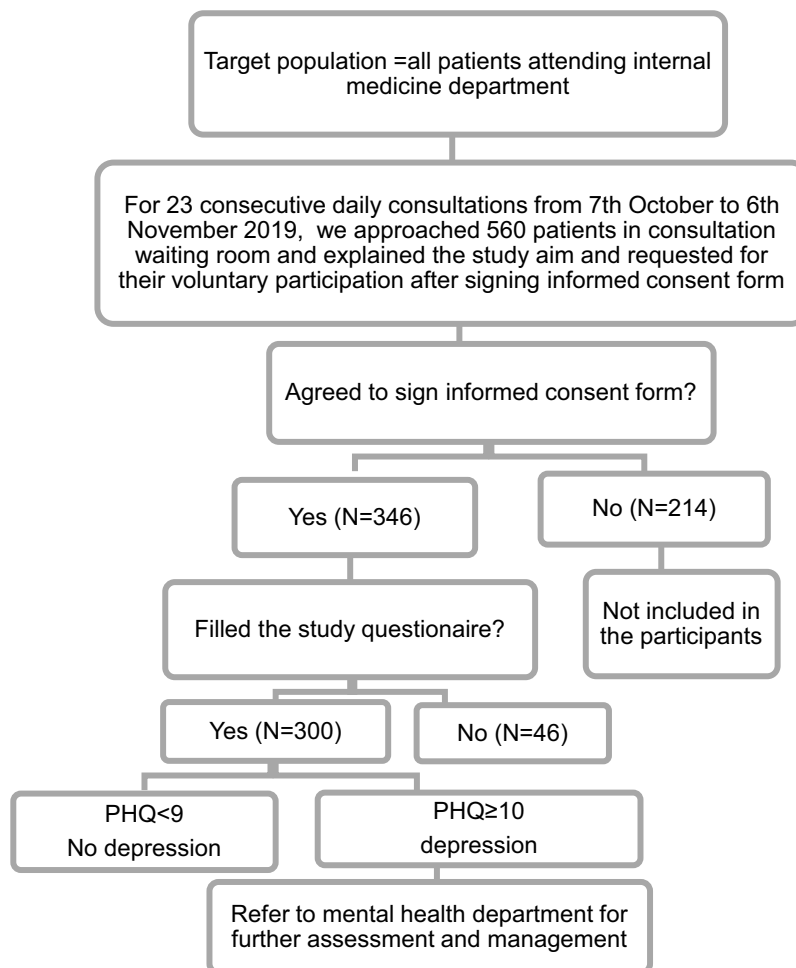 Target population =all patients attending internal
medicine department
For 23 consecutive daily consultations from 7th October to 6th
November 2019,  we approached 560 patients in consultation
waiting room and explained the study aim and requested for
their voluntary participation after signing informed consent form
Agreed to sign informed consent form?
Yes (N=346)
No (N=214)
Not included in
the participants
Filled the study questionaire?
Yes (N=300)
No (N=46)
PHQ<9
No depression
PHQ≥10
depression
Refer to mental health department for
further assessment and management